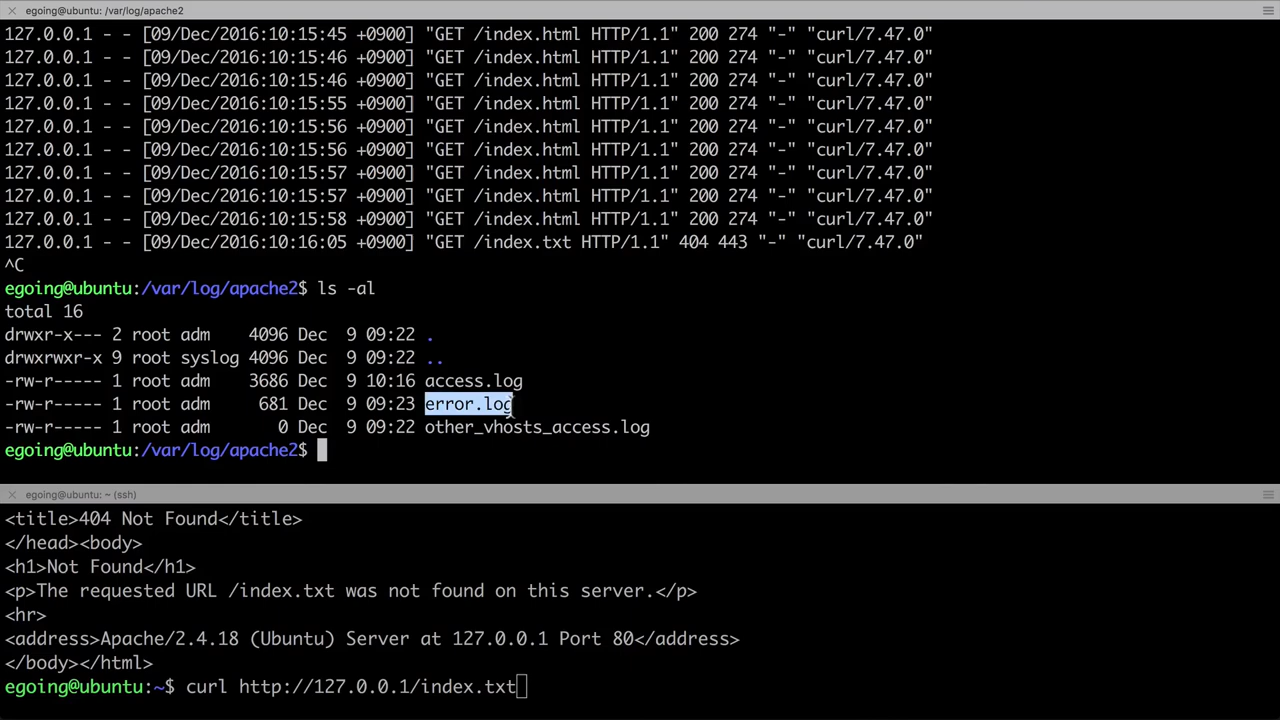 egoing@ubuntu: /var/log/apache2
127.0.0.1 - - [09/Dec/2016:10:15:45 +0900] "GET /index.html HTTP/1.1" 200 274 "-" "curl/7.47.0"
127.0.0.1 - - [09/Dec/2016:10:15:46 +0900] "GET /index.html HTTP/1.1" 200 274 "-" "curl/7.47.0"
127.0.0.1 - - [09/Dec/2016:10:15:46 +0900] "GET /index.html HTTP/1.1" 200 274 "-" "curl/7.47.0"
127.0.0.1 - - [09/Dec/2016:10:15:55 +0900] "GET /index.html HTTP/1.1" 200 274 "-" "curl/7.47.0"
127.0.0.1 - - [09/Dec/2016:10:15:56 +0900] "GET /index.html HTTP/1.1" 200 274 "-" "curl/7.47.0"
127.0.0.1 - - [09/Dec/2016:10:15:56 +0900] "GET /index.html HTTP/1.1" 200 274 "-" "curl/7.47.0"
127.0.0.1 - - [09/Dec/2016:10:15:57 +0900] "GET /index.html HTTP/1.1" 200 274 "-" "curl/7.47.0"
127.0.0.1 - - [09/Dec/2016:10:15:57 +0900] "GET /index.html HTTP/1.1" 200 274 "-" "curl/7.47.0"
127.0.0.1 - - [09/Dec/2016:10:15:58 +0900] "GET /index.html HTTP/1.1" 200 274 "-" "curl/7.47.0"
127.0.0.1 - - [09/Dec/2016:10:16:05 +0900] "GET /index.txt HTTP/1.1" 404 443 "-" "curl/7.47.0"
^C
egoing@ubuntu:/var/log/apache2$ ls -al
total 16
drwxr-x--- 2 root adm    4096 Dec  9 09:22 .
drwxrwxr-x 9 root syslog 4096 Dec  9 09:22 ..
-rw-r----- 1 root adm    3686 Dec  9 10:16 access.log
-rw-r----- 1 root adm     681 Dec  9 09:23 error.log
-rw-r----- 1 root adm       0 Dec  9 09:22 other_vhosts_access.log
egoing@ubuntu:/var/log/apache2$
egoing@ubuntu: ~ (ssh)
<title>404 Not Found</title>
</head><body>
<h1>Not Found</h1>
<p>The requested URL /index.txt was not found on this server.</p>
<hr>
<address>Apache/2.4.18 (Ubuntu) Server at 127.0.0.1 Port 80</address>
</body></html>
egoing@ubuntu:~$ curl http://127.0.0.1/index.txt